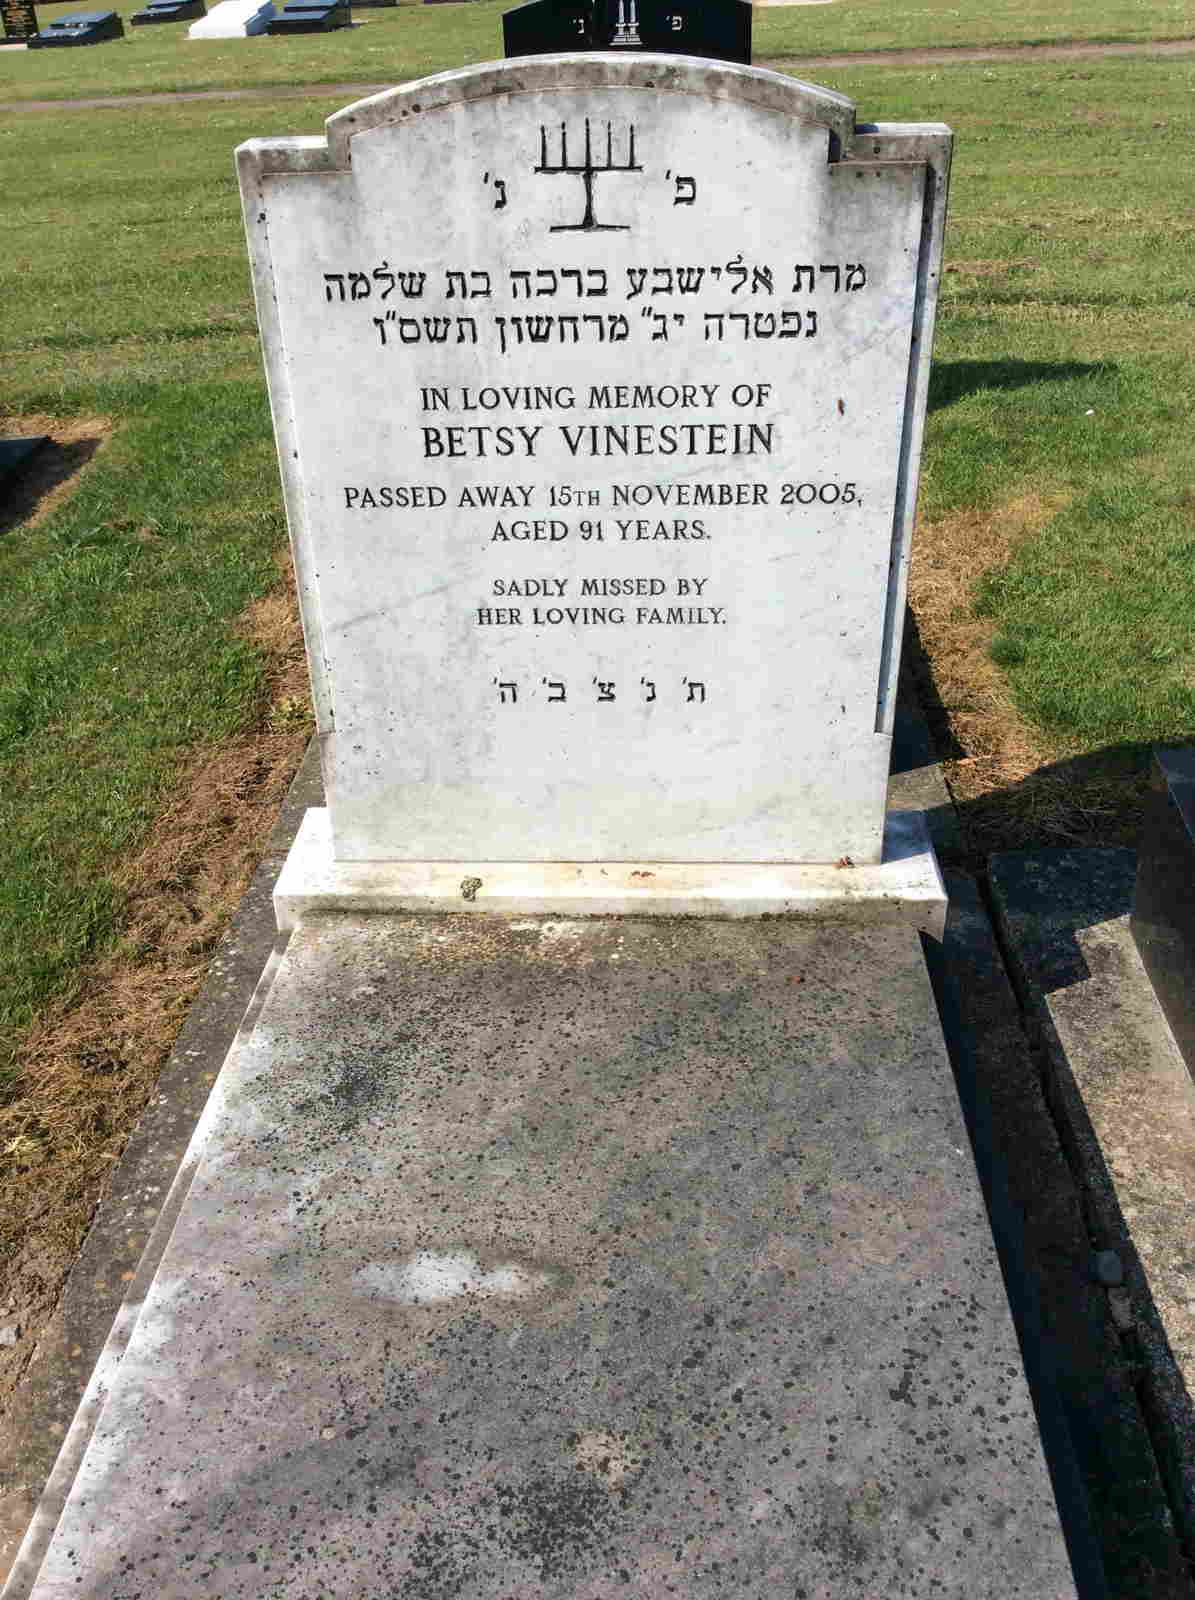 פ' נ'
פ' נ'
מרת אלישבע ברכה בת שלמה
נפטרה יג" מרחשון תשס"ו
IN LOVING MEMORY OF
BETSY VINESTEIN
PASSED AWAY 15TH NOVEMBER 2005,
AGED 91 YEARS.
SADLY MISSED BY
HER LOVING FAMILY.
ת' נ' צ' ב' ה'